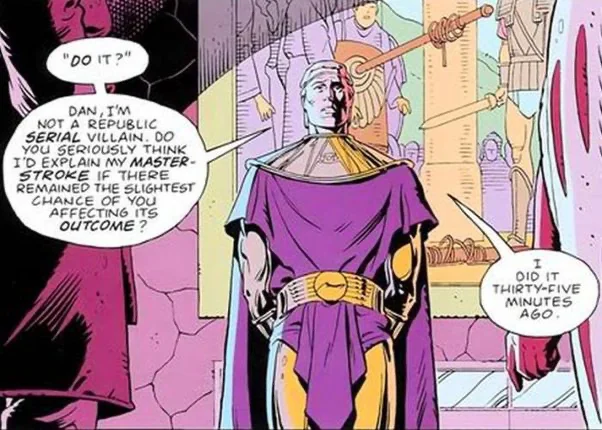 "DO IT?"
DAN, I'M
NOT A REPUBLIC
SERIAL VILLAIN. DO
YOU SERIOUSLY THINK
I'D EXPLAIN MY MASTER-
STROKE IF THERE
REMAINED THE SLIGHTEST
CHANCE OF YOU
AFFECTING ITS
OUTCOME?
I
DID IT
THIRTY-FIVE
MINUTES
AGO.